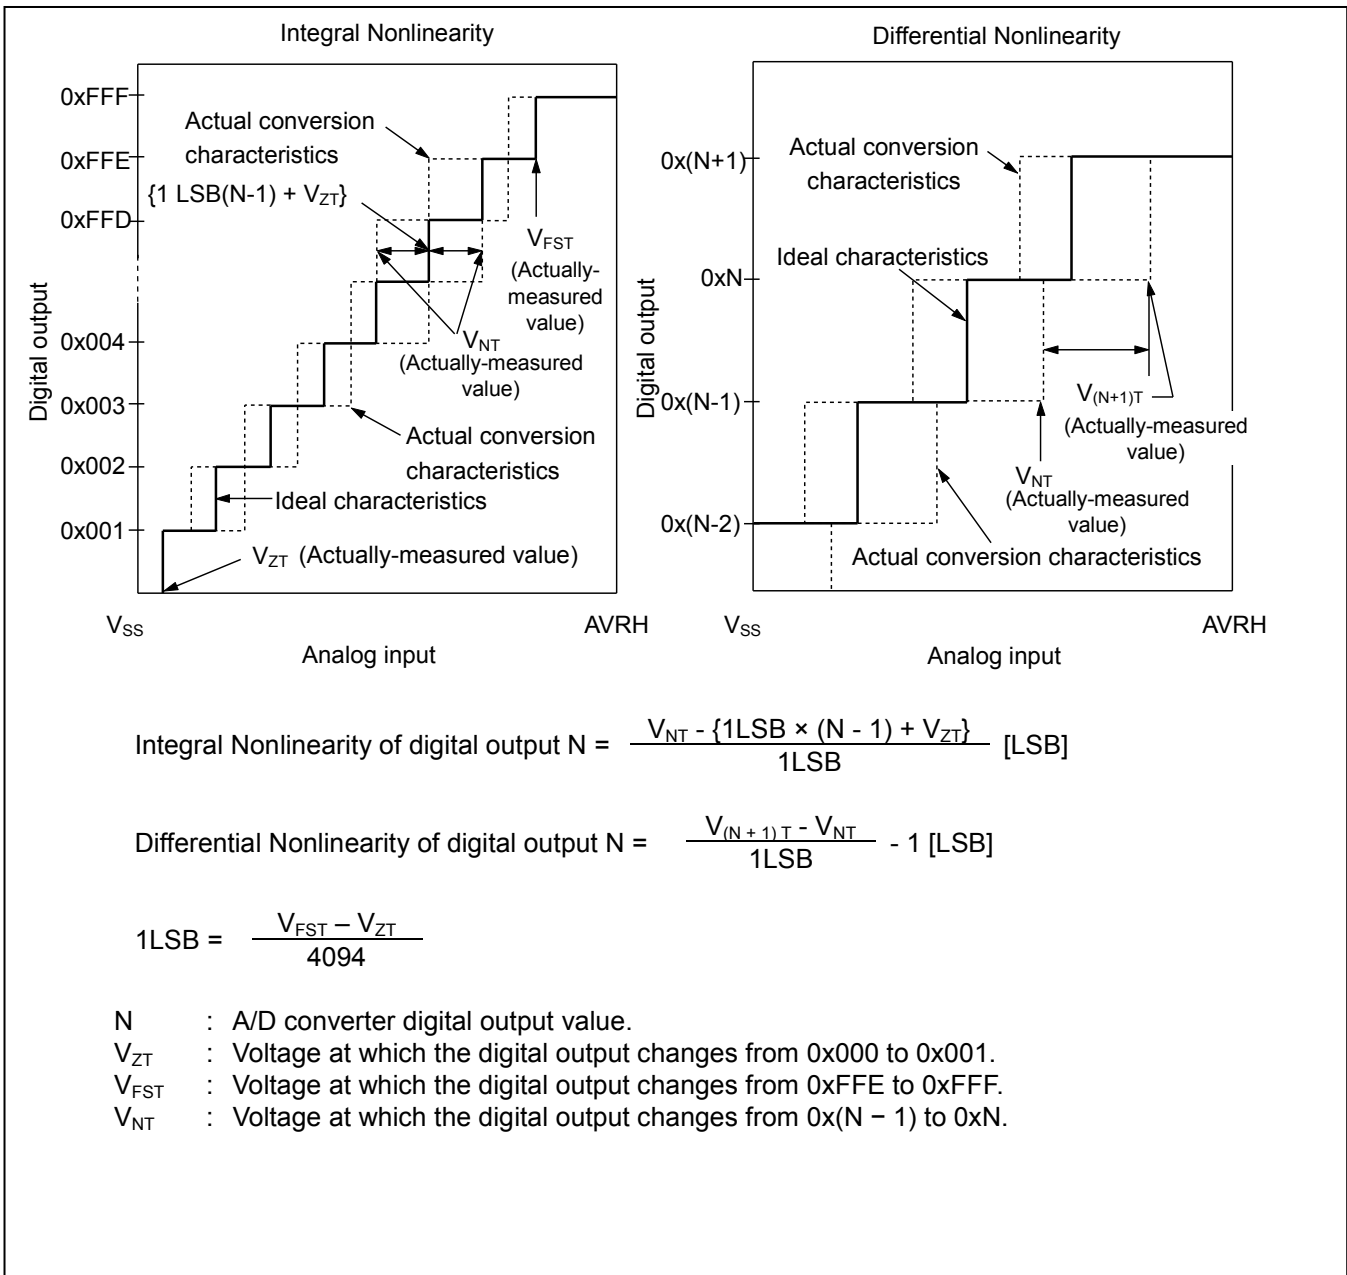 Integral Nonlinearity
0xFFF
0xFFE
0xFFD
0x004
0x003
0x002
0x001
Digital output
Actual conversion
characteristics
{1 LSB(N-1) + VZT}
VFST
(Actually-
measured
value)
VNT
(Actually-measured
value)
Actual conversion
characteristics
Ideal characteristics
VZT (Actually-measured value)
VSS
AVRH
Analog input
Differential Nonlinearity
0x(N+1)
0xN
0x(N-1)
0x(N-2)
Digital output
Actual conversion
characteristics
Ideal characteristics
V(N+1)T
(Actually-measured
value)
VNT
(Actually-measured
value)
Actual conversion characteristics
VSS
AVRH
Analog input
Integral Nonlinearity of digital output N = VNT - {1LSB × (N - 1) + VZT} / 1LSB [LSB]
Differential Nonlinearity of digital output N = V(N + 1) T - VNT / 1LSB - 1 [LSB]
1LSB = VFST – VZT / 4094
N : A/D converter digital output value.
VZT : Voltage at which the digital output changes from 0x000 to 0x001.
VFST : Voltage at which the digital output changes from 0xFFE to 0xFFF.
VNT : Voltage at which the digital output changes from 0x(N − 1) to 0xN.